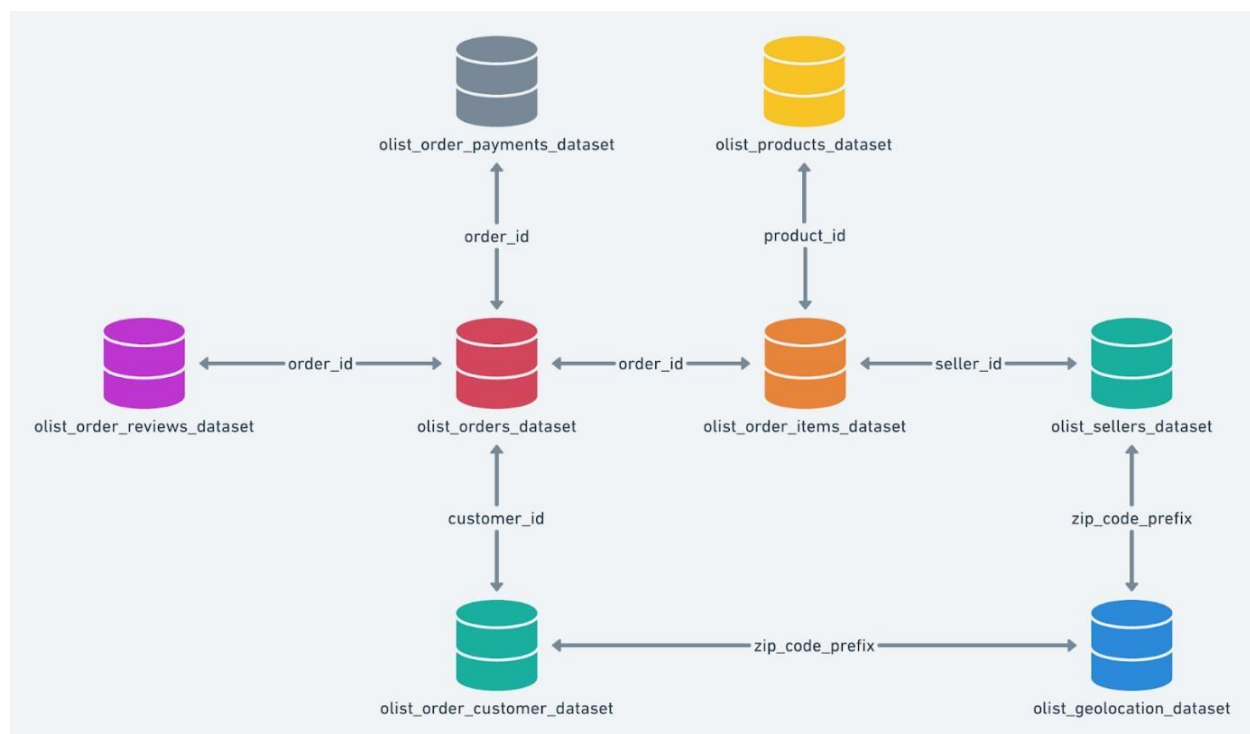 olist_order_payments_dataset
olist_products_dataset
order_id
product_id
order_id
order_id
seller_id
olist_order_reviews_dataset
olist_orders_dataset
olist_order_items_dataset
olist_sellers_dataset
customer_id
zip_code_prefix
zip_code_prefix
olist_order_customer_dataset
olist_geolocation_dataset